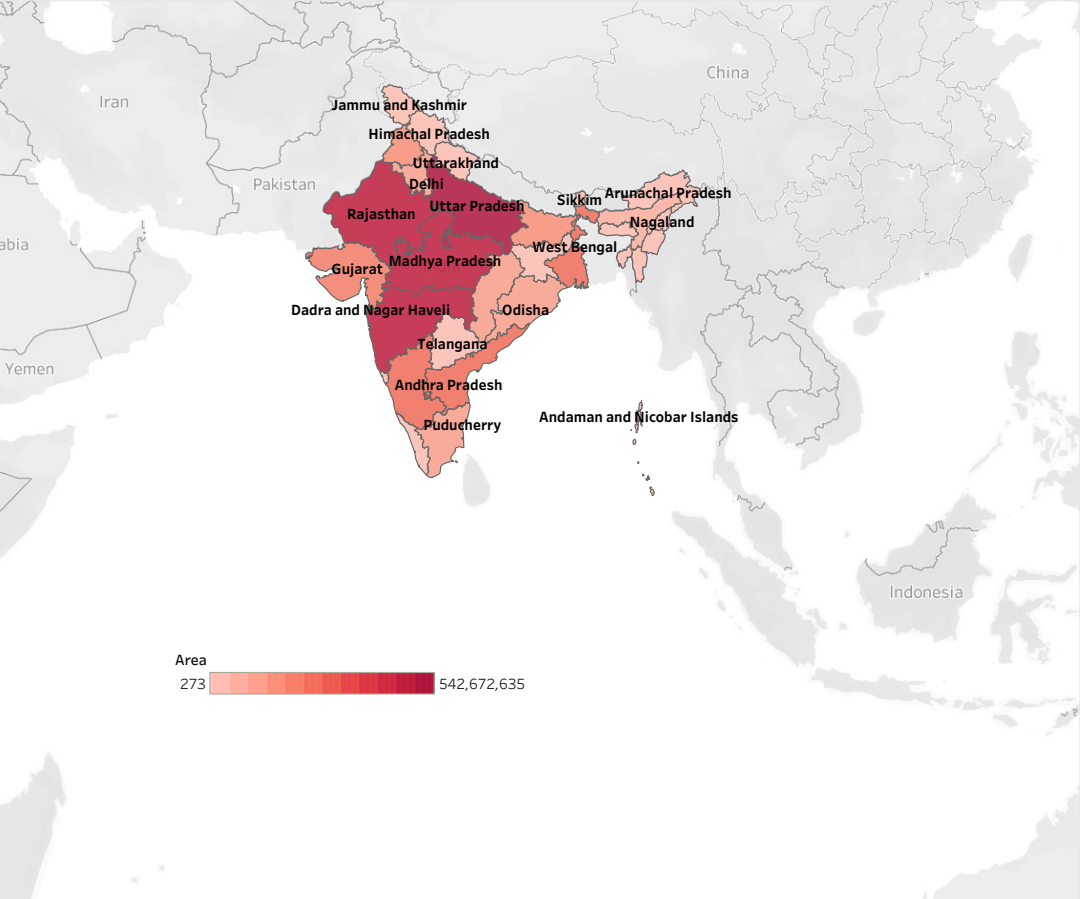 China
Iran
Jammu and Kashmir
Himachal Pradesh
Uttarakhand
Pakistan
Delhi
Arunachal Pradesh
Sikkim
Uttar Pradesh
Rajasthan
Nagaland
abia
West Bengal
Madhya Pradesh
Gujarat
Dadra and Nagar Haveli
Odisha
Telangana
Yemen
Andhra Pradesh
Andaman and Nicobar Islands
Puducherry
Indonesia
Area
273
542,672,635